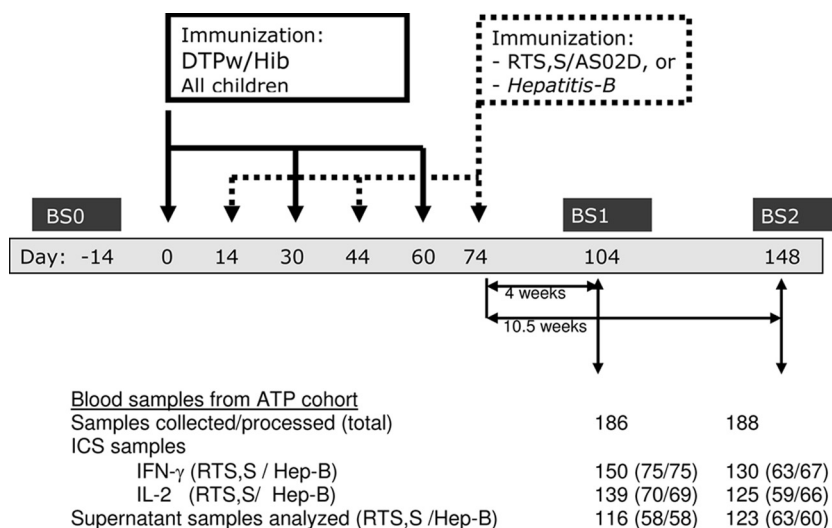 Immunization:
DTPw/Hib
All children
Immunization:
- RTS,S/AS02D, or
- Hepatitis-B
BS0
BS1
BS2
Day: -14 0 14 30 44 60 74 104 148
4 weeks
10.5 weeks
Blood samples from ATP cohort
Samples collected/processed (total) 186 188
ICS samples
IFN-γ (RTS,S / Hep-B) 150 (75/75) 130 (63/67)
IL-2 (RTS,S/ Hep-B) 139 (70/69) 125 (59/66)
Supernatant samples analyzed (RTS,S /Hep-B) 116 (58/58) 123 (63/60)